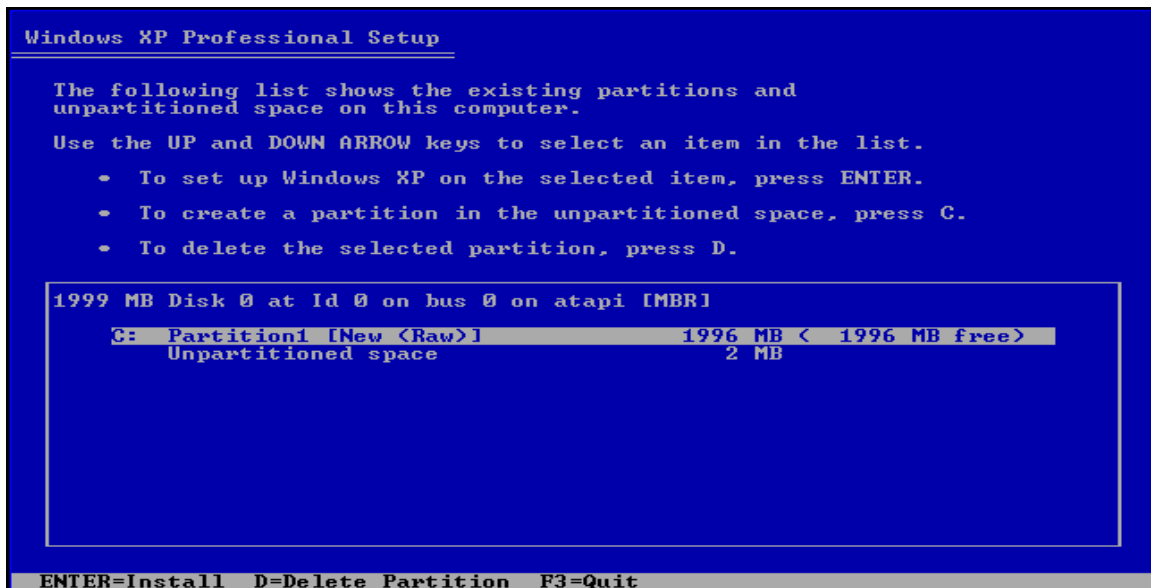 Windows XP Professional Setup
The following list shows the existing partitions and
unpartitioned space on this computer.
Use the UP and DOWN ARROW keys to select an item in the list.
• To set up Windows XP on the selected item, press ENTER.
• To create a partition in the unpartitioned space, press C.
• To delete the selected partition, press D.
1999 MB Disk 0 at Id 0 on bus 0 on atapi [MBR]
C: Partition1 [New (Raw)] 1996 MB ( 1996 MB free)
Unpartitioned space 2 MB
ENTER=Install D=Delete Partition F3=Quit